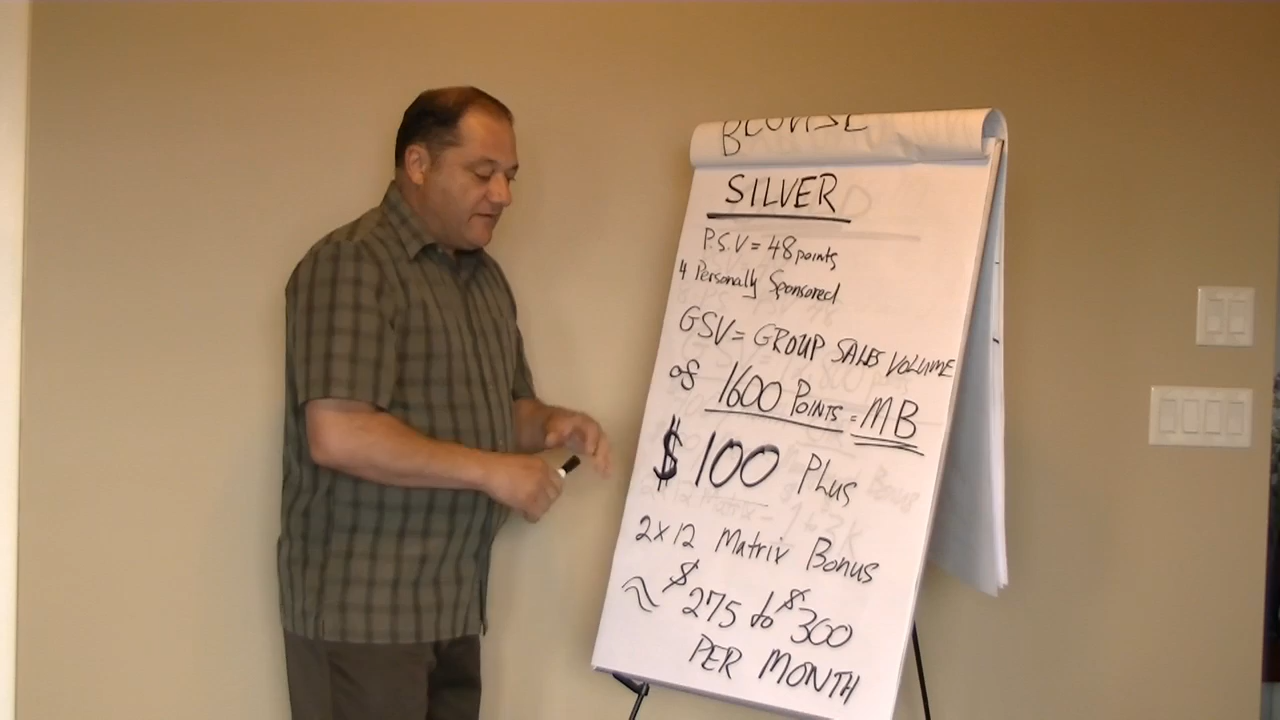 BRONZE
SILVER
P.S.V = 48 points
4 Personally Sponsored
GSV = GROUP SALES VOLUME
of 1600 POINTS = MB
$ 100 PLUS
2x12 Matrix Bonus
≈ $275 to $300
PER MONTH